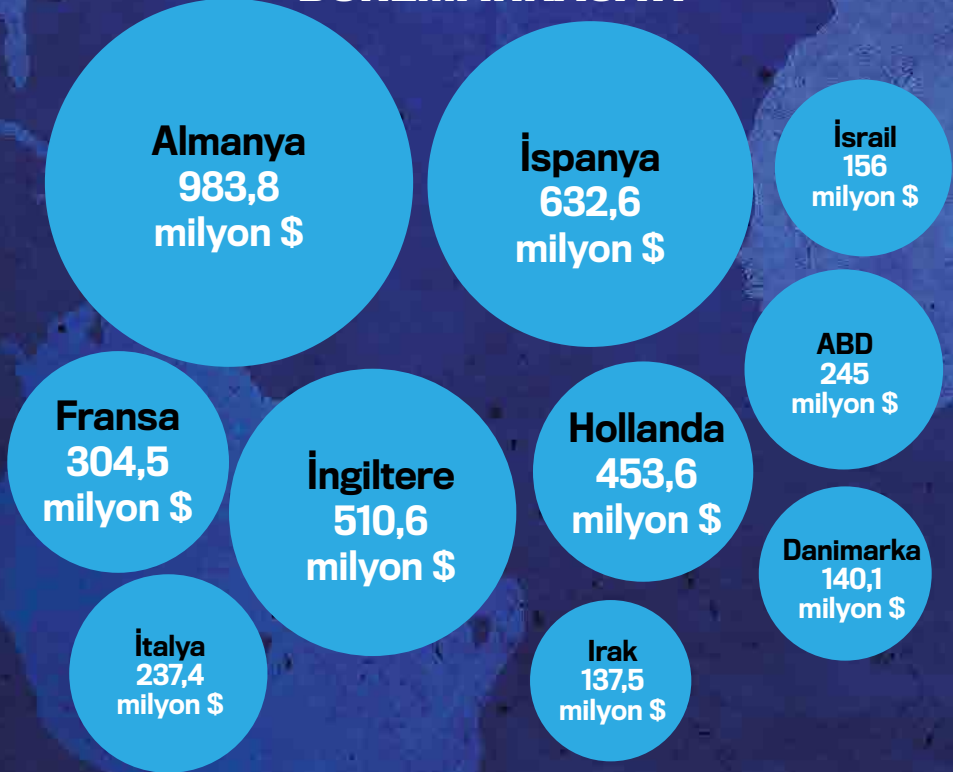 Almanya
983,8
milyon $
İspanya
632,6
milyon $
İsrail
156
milyon $
ABD
245
milyon $
Fransa
304,5
milyon $
İngiltere
510,6
milyon $
Hollanda
453,6
milyon $
Danimarka
140,1
milyon $
İtalya
237,4
milyon $
Irak
137,5
milyon $